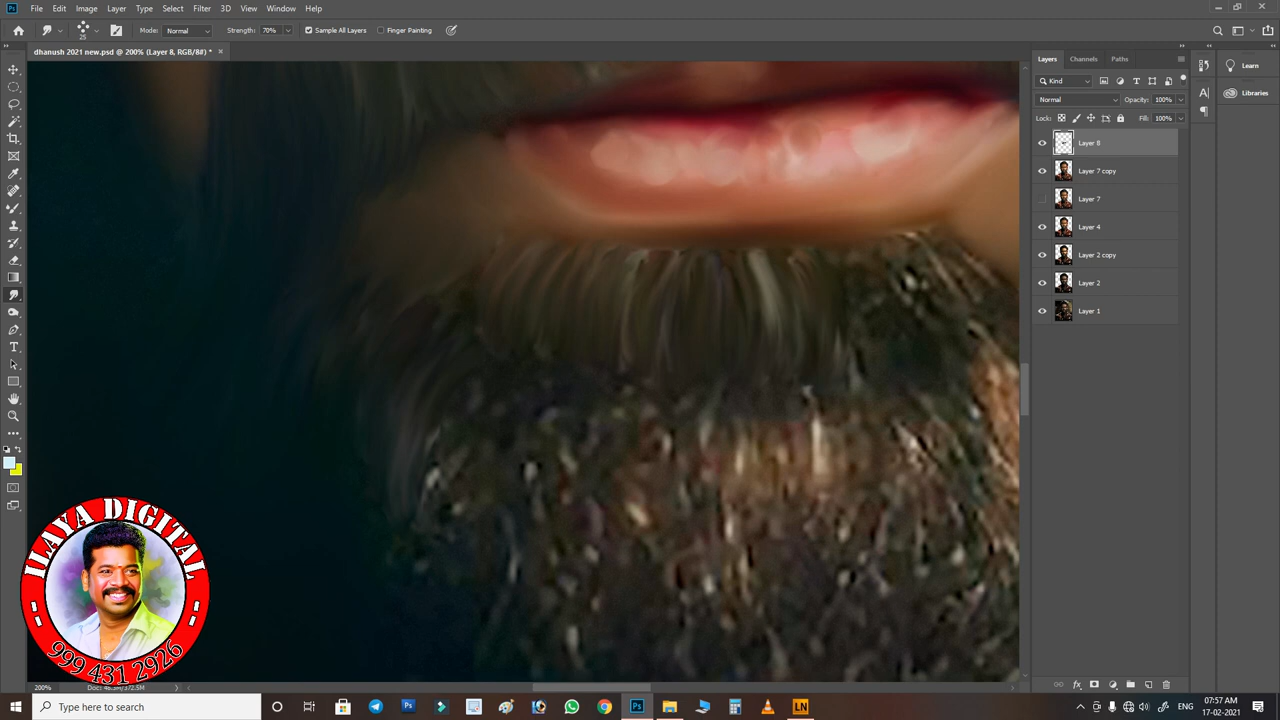 File Edit Image Layer Type Select Filter 3D View Window Help
25 Mode: Normal Strength: 70% Sample All Layers Finger Painting
dhanush 2021 new.psd @ 200% (Layer 8, RGB/8#) *
Layers Channels Paths
Learn
Kind
Libraries
Normal Opacity: 100%
Lock: Fill: 100%
Layer 8
Layer 7 copy
Layer 7
Layer 4
Layer 2 copy
Layer 2
Layer 1
ILAYA DIGITAL
999 431 2926
200%
Type here to search
ENG
07:57 AM
17-02-2021